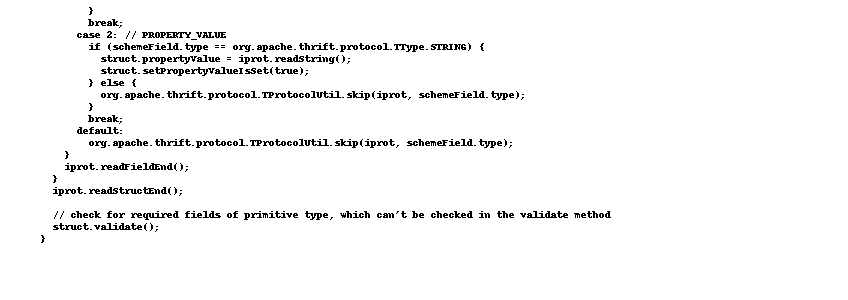 }
break;
case 2: // PROPERTY_VALUE
if (schemeField.type == org.apache.thrift.protocol.TType.STRING) {
struct.propertyValue = iprot.readString();
struct.setPropertyValueIsSet(true);
} else {
org.apache.thrift.protocol.TProtocolUtil.skip(iprot, schemeField.type);
}
break;
default:
org.apache.thrift.protocol.TProtocolUtil.skip(iprot, schemeField.type);
}
iprot.readFieldEnd();
}
iprot.readStructEnd();
// check for required fields of primitive type, which can't be checked in the validate method
struct.validate();
}